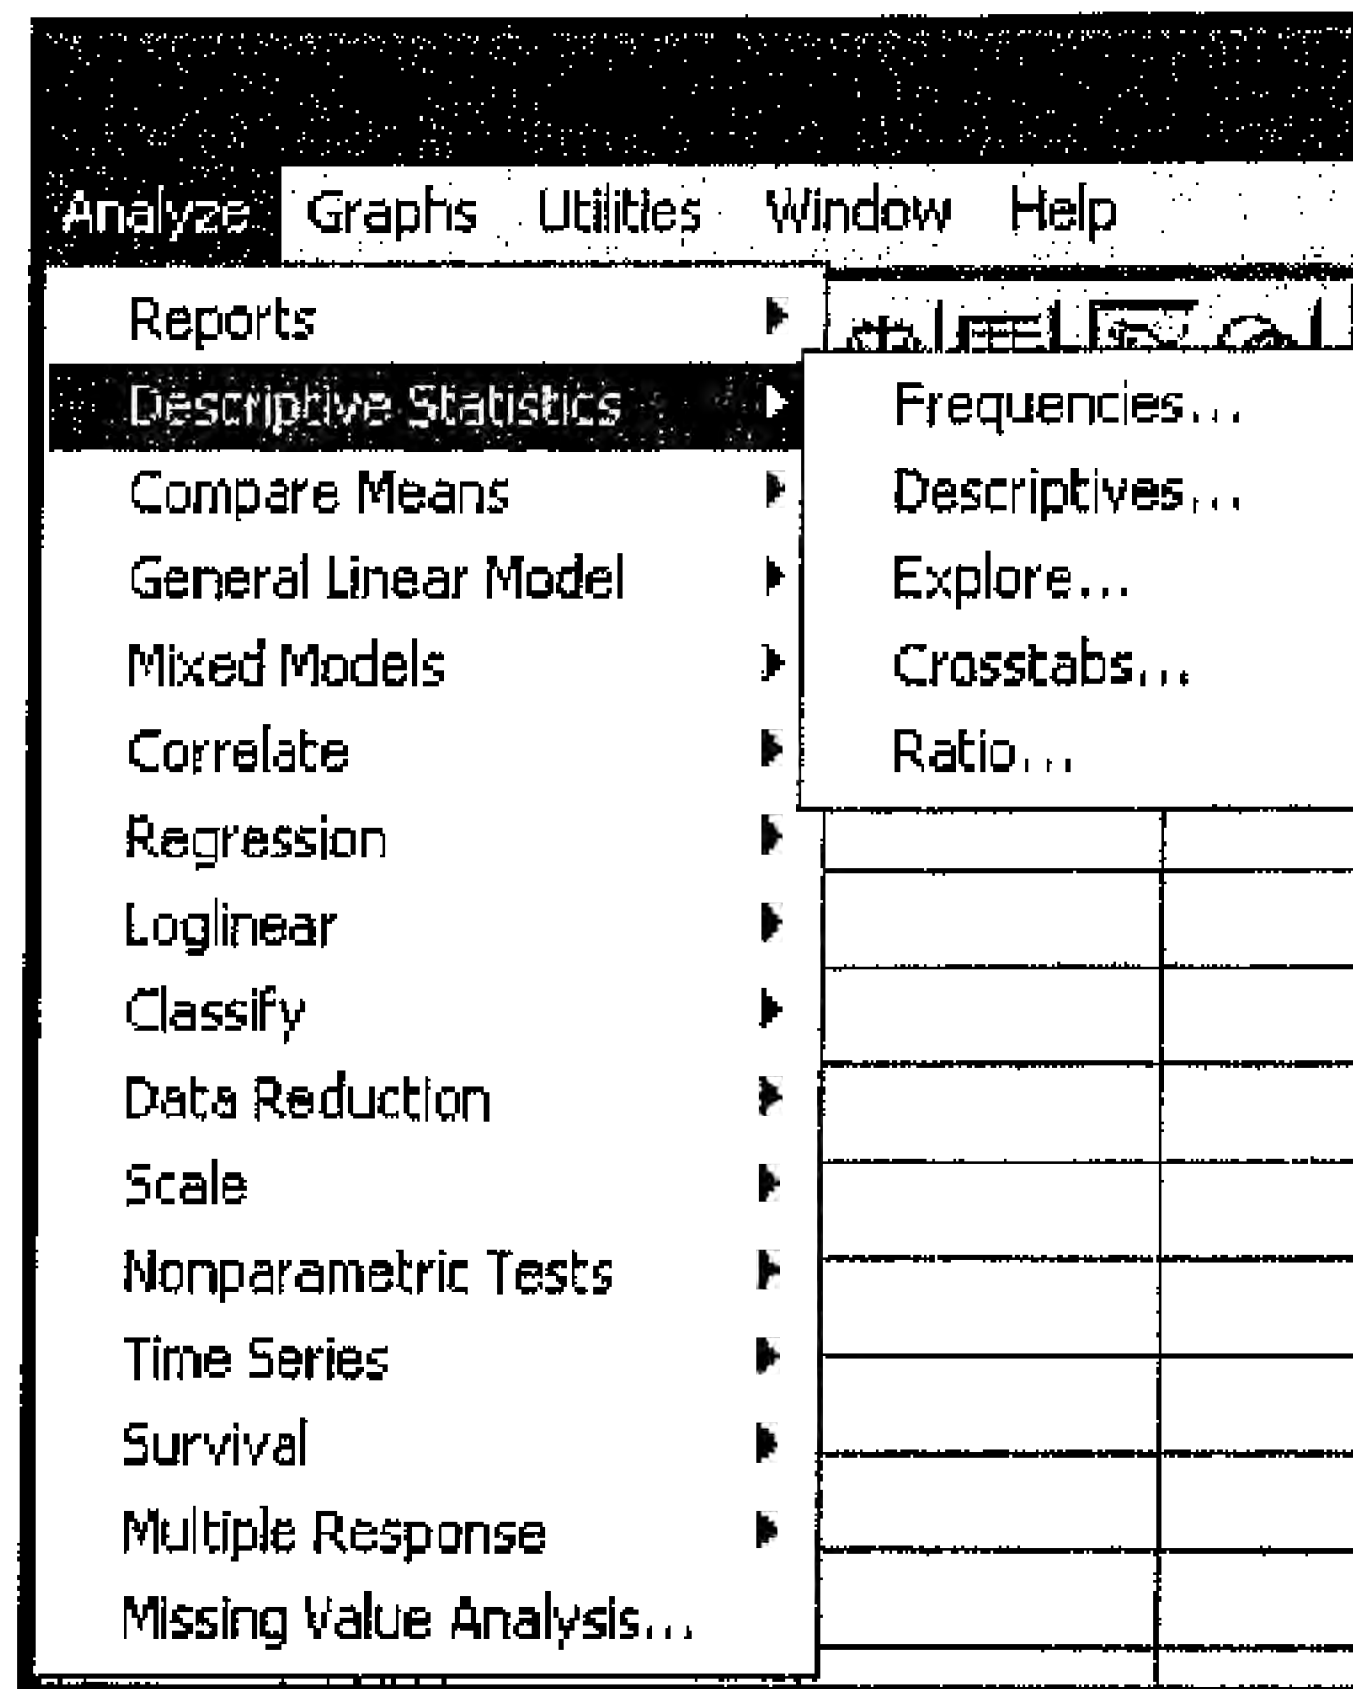 Analyze Graphs Utilities Window Help
Reports
Descriptive Statistics
Compare Means
General Linear Model
Mixed Models
Correlate
Regression
Loglinear
Classify
Data Reduction
Scale
Nonparametric Tests
Time Series
Survival
Multiple Response
Missing Value Analysis...
Frequencies...
Descriptives...
Explore...
Crosstabs...
Ratio...